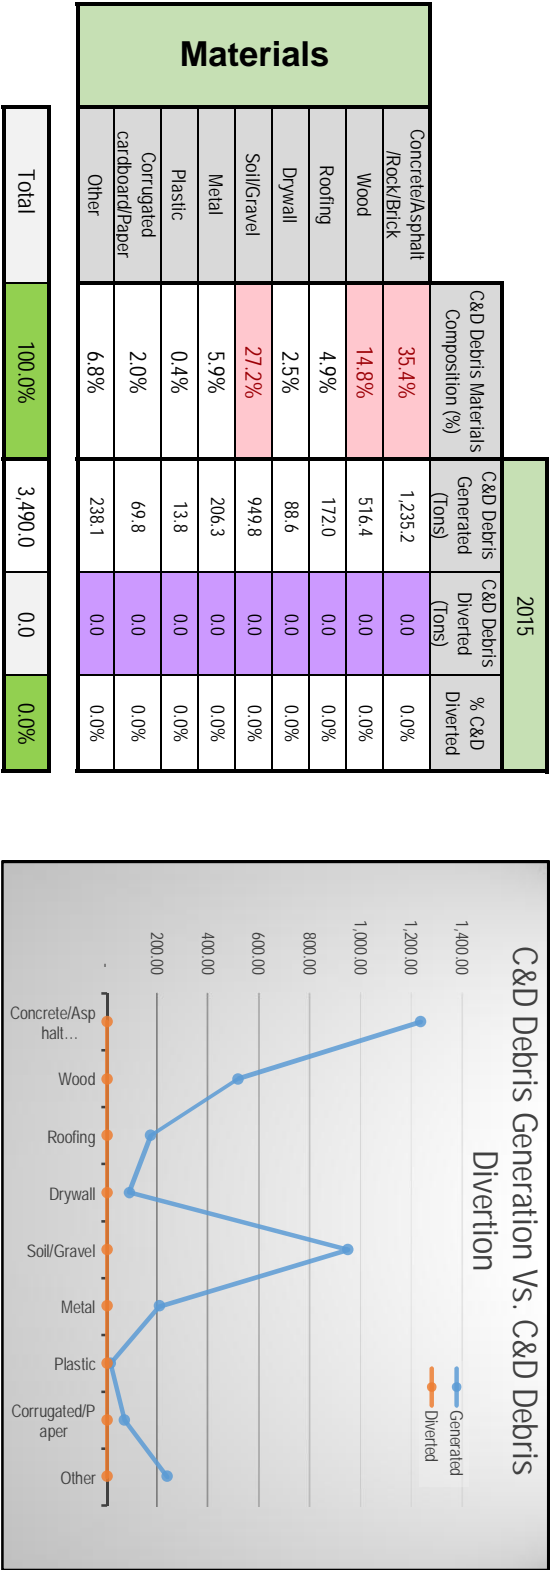 2015
C&D Debris Materials
Composition (%)
C&D Debris
Generated
(Tons)
C&D Debris
Diverted
(Tons)
% C&D
Diverted
Materials
Concrete/Asphalt
/Rock/Brick
35.4%
1,235.2
0.0
0.0%
Wood
14.8%
516.4
0.0
0.0%
Roofing
4.9%
172.0
0.0
0.0%
Drywall
2.5%
88.6
0.0
0.0%
Soil/Gravel
27.2%
949.8
0.0
0.0%
Metal
5.9%
206.3
0.0
0.0%
Plastic
0.4%
13.8
0.0
0.0%
Corrugated
cardboard/Paper
2.0%
69.8
0.0
0.0%
Other
6.8%
238.1
0.0
0.0%
Total
100.0%
3,490.0
0.0
0.0%
C&D Debris Generation Vs. C&D Debris
Divertion
Generated
Diverted
1,400.00
1,200.00
1,000.00
800.00
600.00
400.00
200.00
-
Concrete/Asp
halt...
Wood
Roofing
Drywall
Soil/Gravel
Metal
Plastic
Corrugated/P
aper
Other